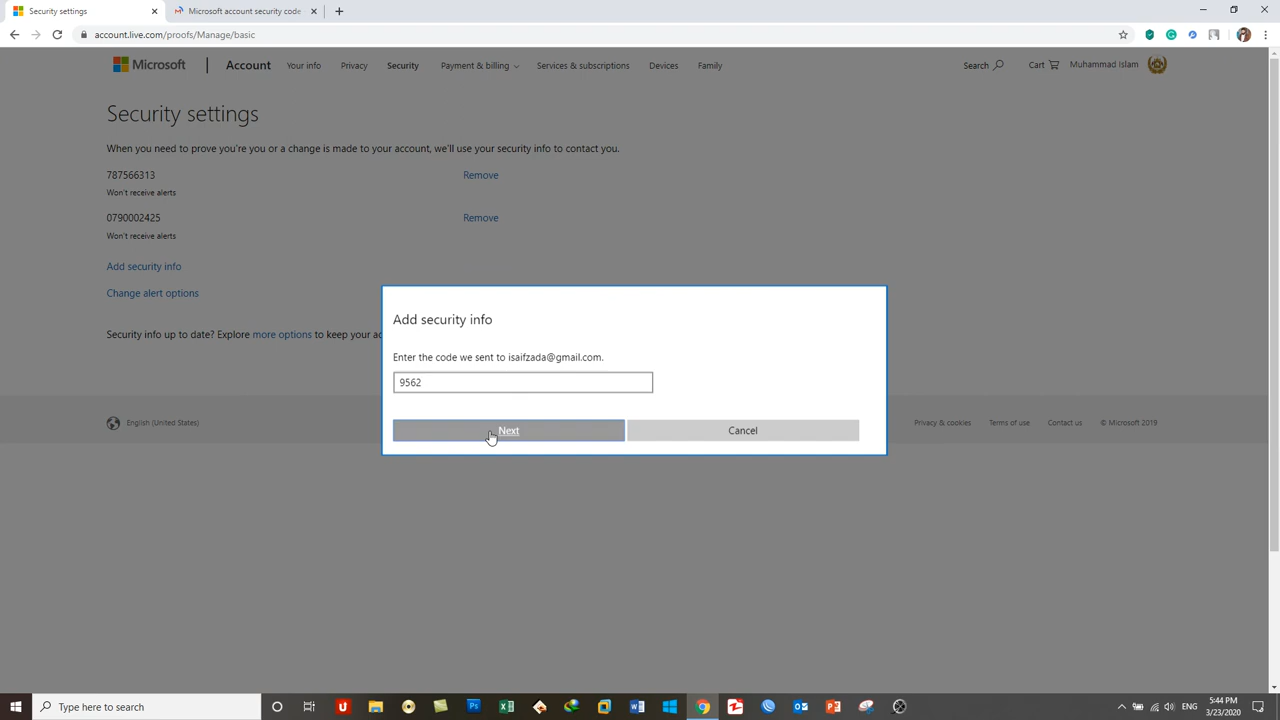 Security settings
Microsoft account security code
account.live.com/proofs/Manage/basic
Microsoft
Account
Your info
Privacy
Security
Payment & billing
Services & subscriptions
Devices
Family
Search
Cart
Muhammad Islam
Security settings
When you need to prove you're you or a change is made to your account, we'll use your security info to contact you.
787566313
Remove
Won't receive alerts
0790002425
Remove
Won't receive alerts
Add security info
Change alert options
Security info up to date? Explore more options to keep your ac
Add security info
Enter the code we sent to isaifzada@gmail.com.
9562
Next
Cancel
English (United States)
Privacy & cookies
Terms of use
Contact us
© Microsoft 2019
Type here to search
ENG
5:44 PM
3/23/2020